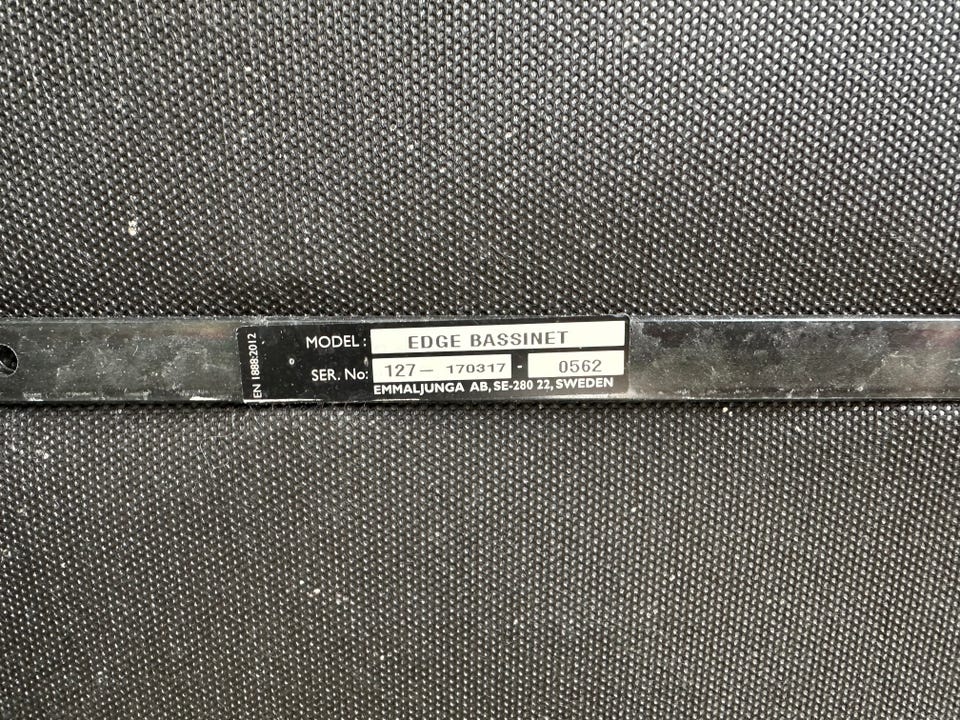 EN 1888:2012
MODEL: EDGE BASSINET
SER. No: 127- 170317 - 0562
EMMALJUNGA AB, SE-280 22, SWEDEN